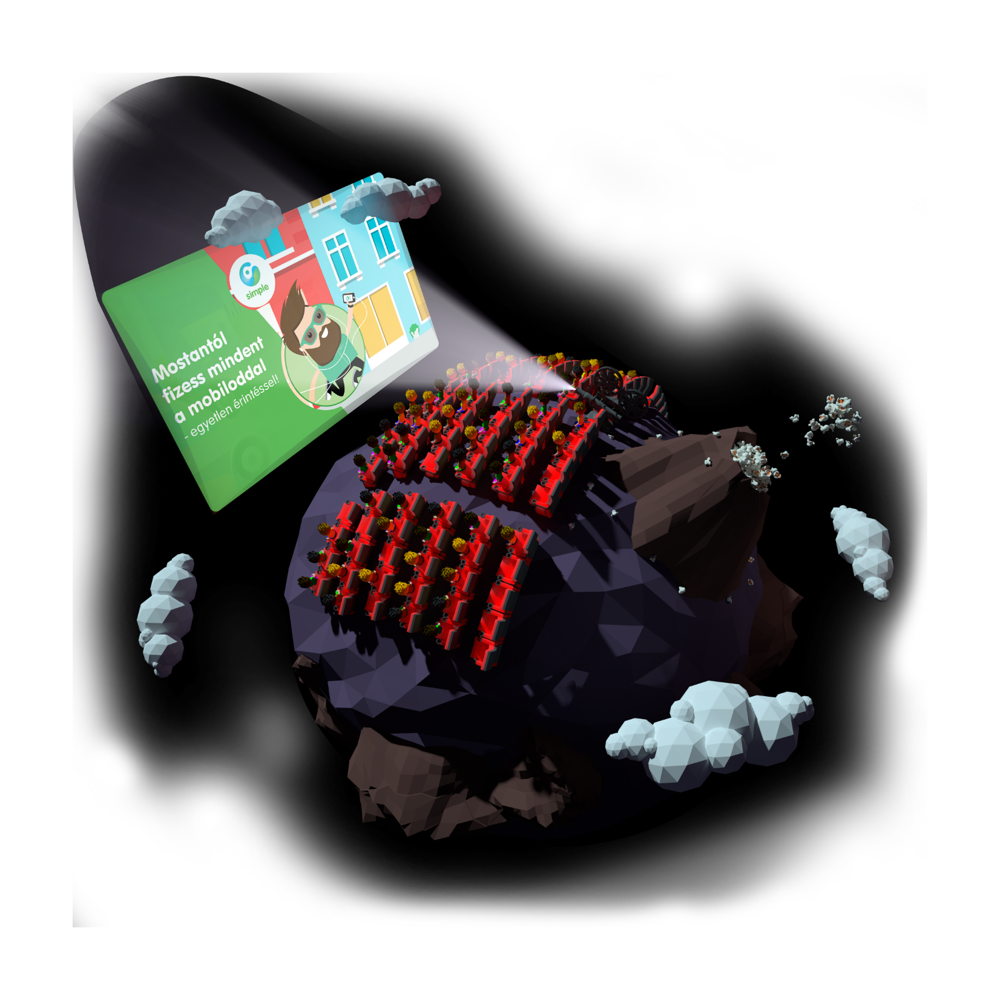 simple
Mostantól
fizess mindent
a mobiloddal
- egyetlen érintéssel!